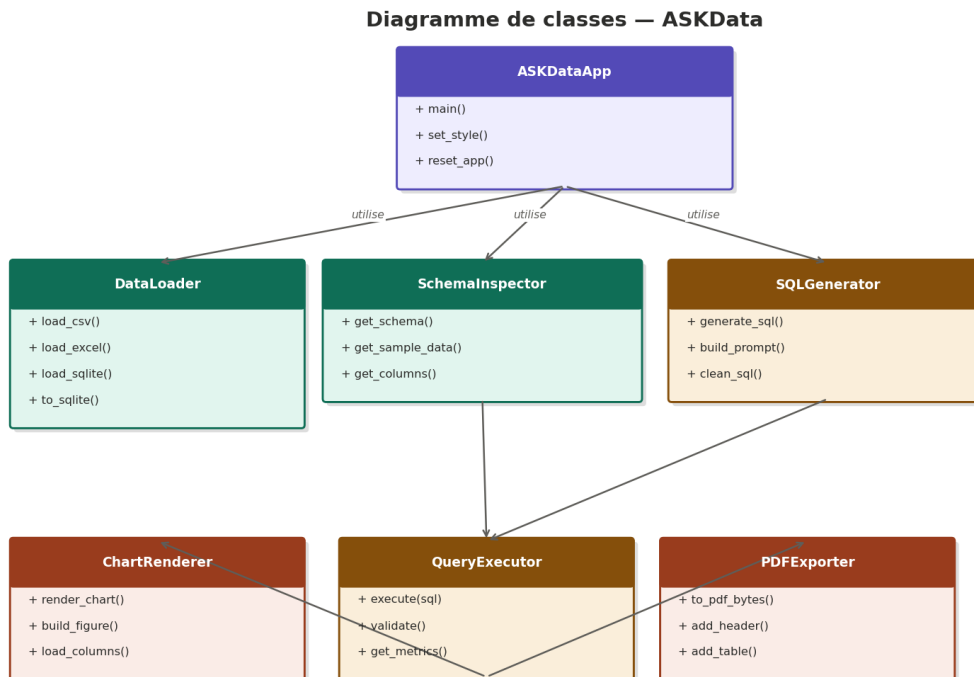 Diagramme de classes — ASKData
ASKDataApp
+ main()
+ set_style()
+ reset_app()
utilise
utilise
utilise
DataLoader
+ load_csv()
+ load_excel()
+ load_sqlite()
+ to_sqlite()
SchemaInspector
+ get_schema()
+ get_sample_data()
+ get_columns()
SQLGenerator
+ generate_sql()
+ build_prompt()
+ clean_sql()
ChartRenderer
+ render_chart()
+ build_figure()
+ load_columns()
QueryExecutor
+ execute(sql)
+ validate()
+ get_metrics()
PDFExporter
+ to_pdf_bytes()
+ add_header()
+ add_table()